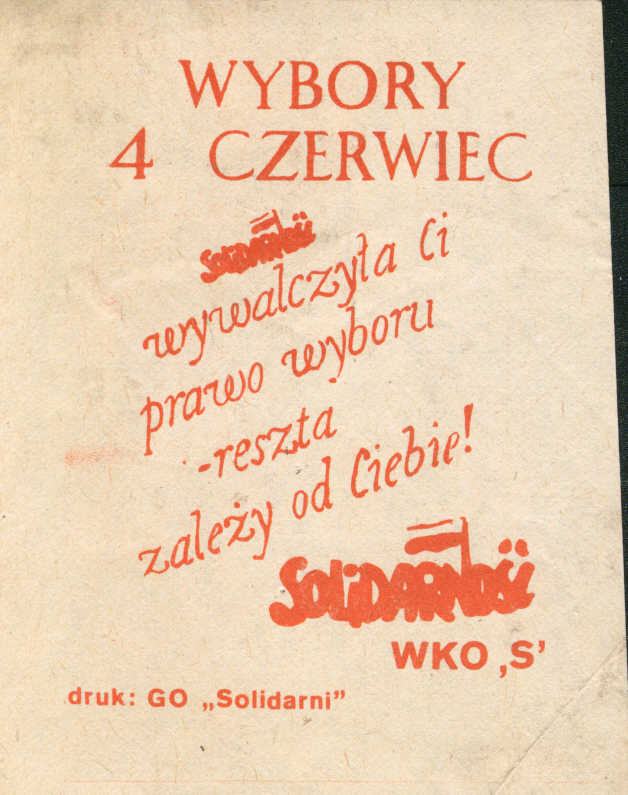 WYBORY
4 CZERWIEC
SOLIDARNOŚĆ
wywalczyła Ci
prawo wyboru
-reszta
zależy od Ciebie!
SOLIDARNOŚĆ
WKO ‚S’
druk: GO „Solidarni”